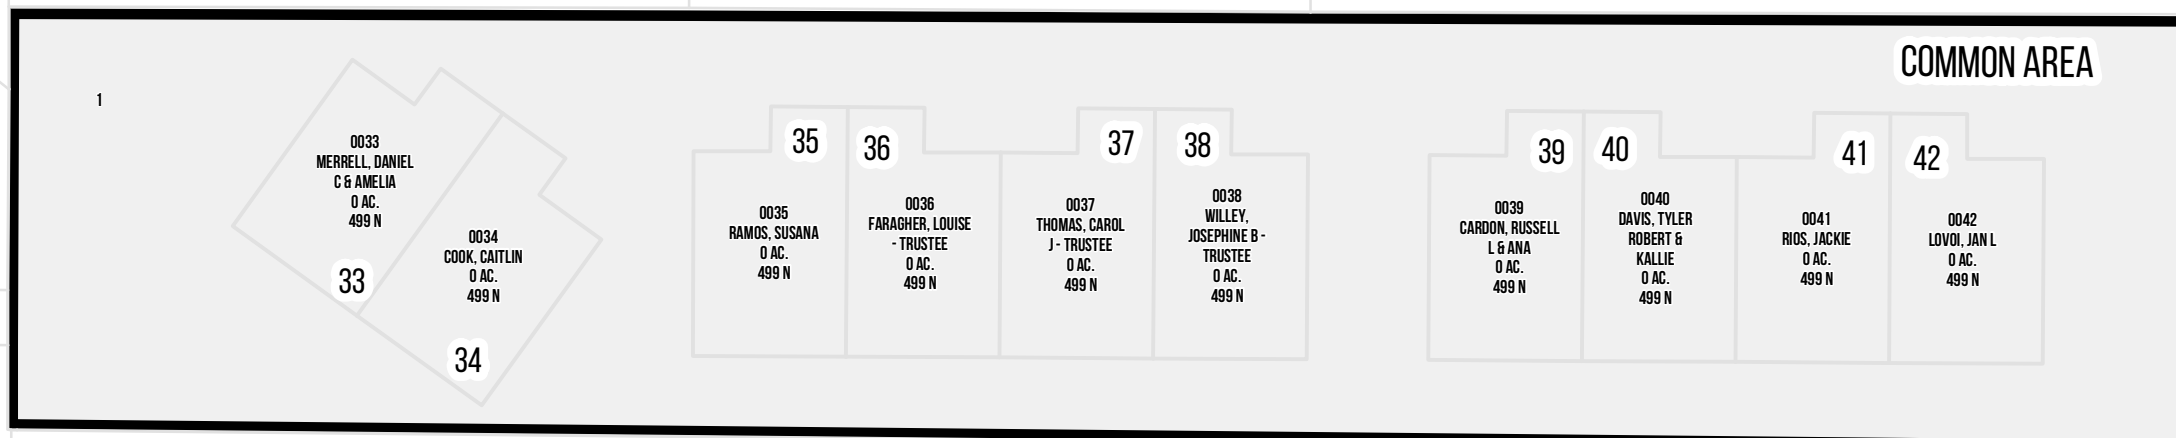 COMMON AREA
1
0033
MERRELL, DANIEL
C & AMELIA
0 AC.
499 N
33
0034
COOK, CAITLIN
0 AC.
499 N
34
35
0035
RAMOS, SUSANA
0 AC.
499 N
36
0036
FARAGHER, LOUISE
- TRUSTEE
0 AC.
499 N
37
0037
THOMAS, CAROL
J - TRUSTEE
0 AC.
499 N
38
0038
WILLEY,
JOSEPHINE B -
TRUSTEE
0 AC.
499 N
39
0039
CARDON, RUSSELL
L & ANA
0 AC.
499 N
40
0040
DAVIS, TYLER
ROBERT &
KALLIE
0 AC.
499 N
41
0041
RIOS, JACKIE
0 AC.
499 N
42
0042
LOVOI, JAN L
0 AC.
499 N